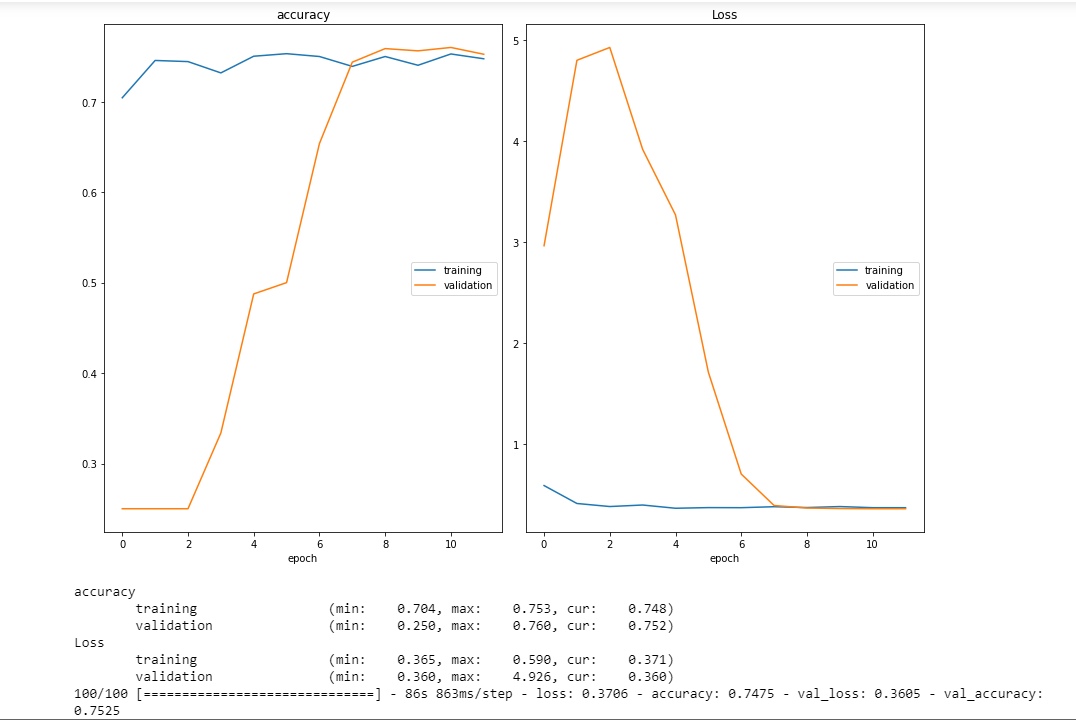 accuracy
Loss
0.7
0.6
0.5
0.4
0.3
5
4
3
2
1
training
validation
training
validation
0 2 4 6 8 10
0 2 4 6 8 10
epoch
epoch
accuracy
training (min: 0.704, max: 0.753, cur: 0.748)
validation (min: 0.250, max: 0.760, cur: 0.752)
Loss
training (min: 0.365, max: 0.590, cur: 0.371)
validation (min: 0.360, max: 4.926, cur: 0.360)
100/100 [==============================] - 86s 863ms/step - loss: 0.3706 - accuracy: 0.7475 - val_loss: 0.3605 - val_accuracy:
0.7525